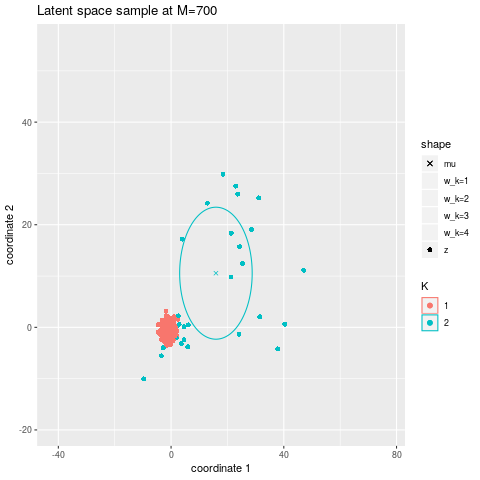 Latent space sample at M=700
coordinate 2
40
20
0
-20
-40
0
40
80
coordinate 1
shape
mu
w_k=1
w_k=2
w_k=3
w_k=4
z
K
1
2